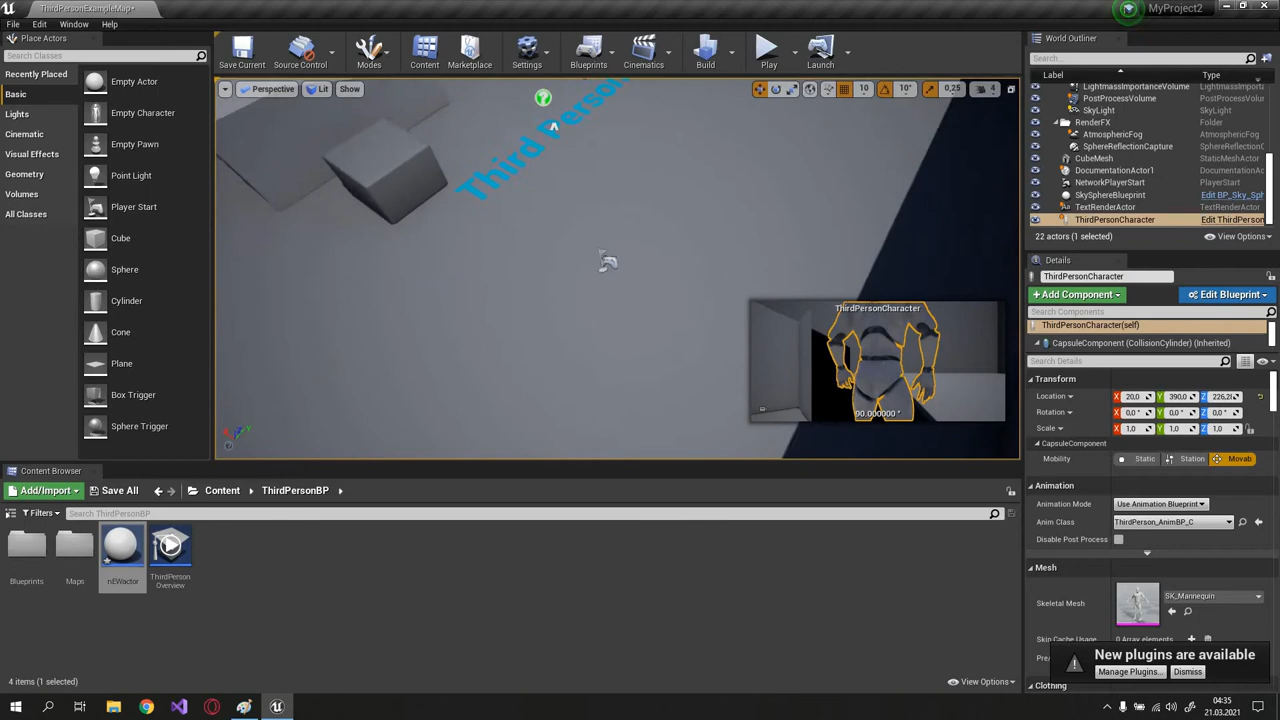 ThirdPersonExampleMap*
MyProject2
File Edit Window Help
Place Actors
Search Classes
Recently Placed
Basic
Lights
Cinematic
Visual Effects
Geometry
Volumes
All Classes
Empty Actor
Empty Character
Empty Pawn
Point Light
Player Start
Cube
Sphere
Cylinder
Cone
Plane
Box Trigger
Sphere Trigger
Save Current
Source Control
Modes
Content
Marketplace
Settings
Blueprints
Cinematics
Build
Play
Launch
Perspective Lit Show
10 10° 0,25 4
Third Person
ThirdPersonCharacter
90.000000 °
World Outliner
Search...
Label Type
LightmassImportanceVolume
PostProcessVolume
SkyLight
RenderFX Folder
AtmosphericFog AtmosphericFog
SphereReflectionCapture
CubeMesh StaticMeshActor
DocumentationActor1
NetworkPlayerStart PlayerStart
SkySphereBlueprint Edit BP_Sky_Sph
TextRenderActor TextRenderActor
ThirdPersonCharacter Edit ThirdPerson
22 actors (1 selected) View Options
Details
ThirdPersonCharacter
+Add Component Edit Blueprint
Search Components
ThirdPersonCharacter(self)
CapsuleComponent (CollisionCylinder) (Inherited)
Search Details
Transform
Location X 20,0 Y 390,0 Z 226,2
Rotation X 0,0 ° Y 0,0 ° Z 0,0 °
Scale X 1,0 Y 1,0 Z 1,0
CapsuleComponent
Mobility Static Station Movab
Animation
Animation Mode Use Animation Blueprint
Anim Class ThirdPerson_AnimBP_C
Disable Post Process
Mesh
Skeletal Mesh SK_Mannequin
Skin Cache Usage 0 Array elements
New plugins are available
Manage Plugins... Dismiss
Clothing
Content Browser
Add/Import Save All Content ThirdPersonBP
Filters Search ThirdPersonBP
Blueprints
Maps
nEWactor
ThirdPerson
Overview
4 items (1 selected) View Options
04:35
21.03.2021